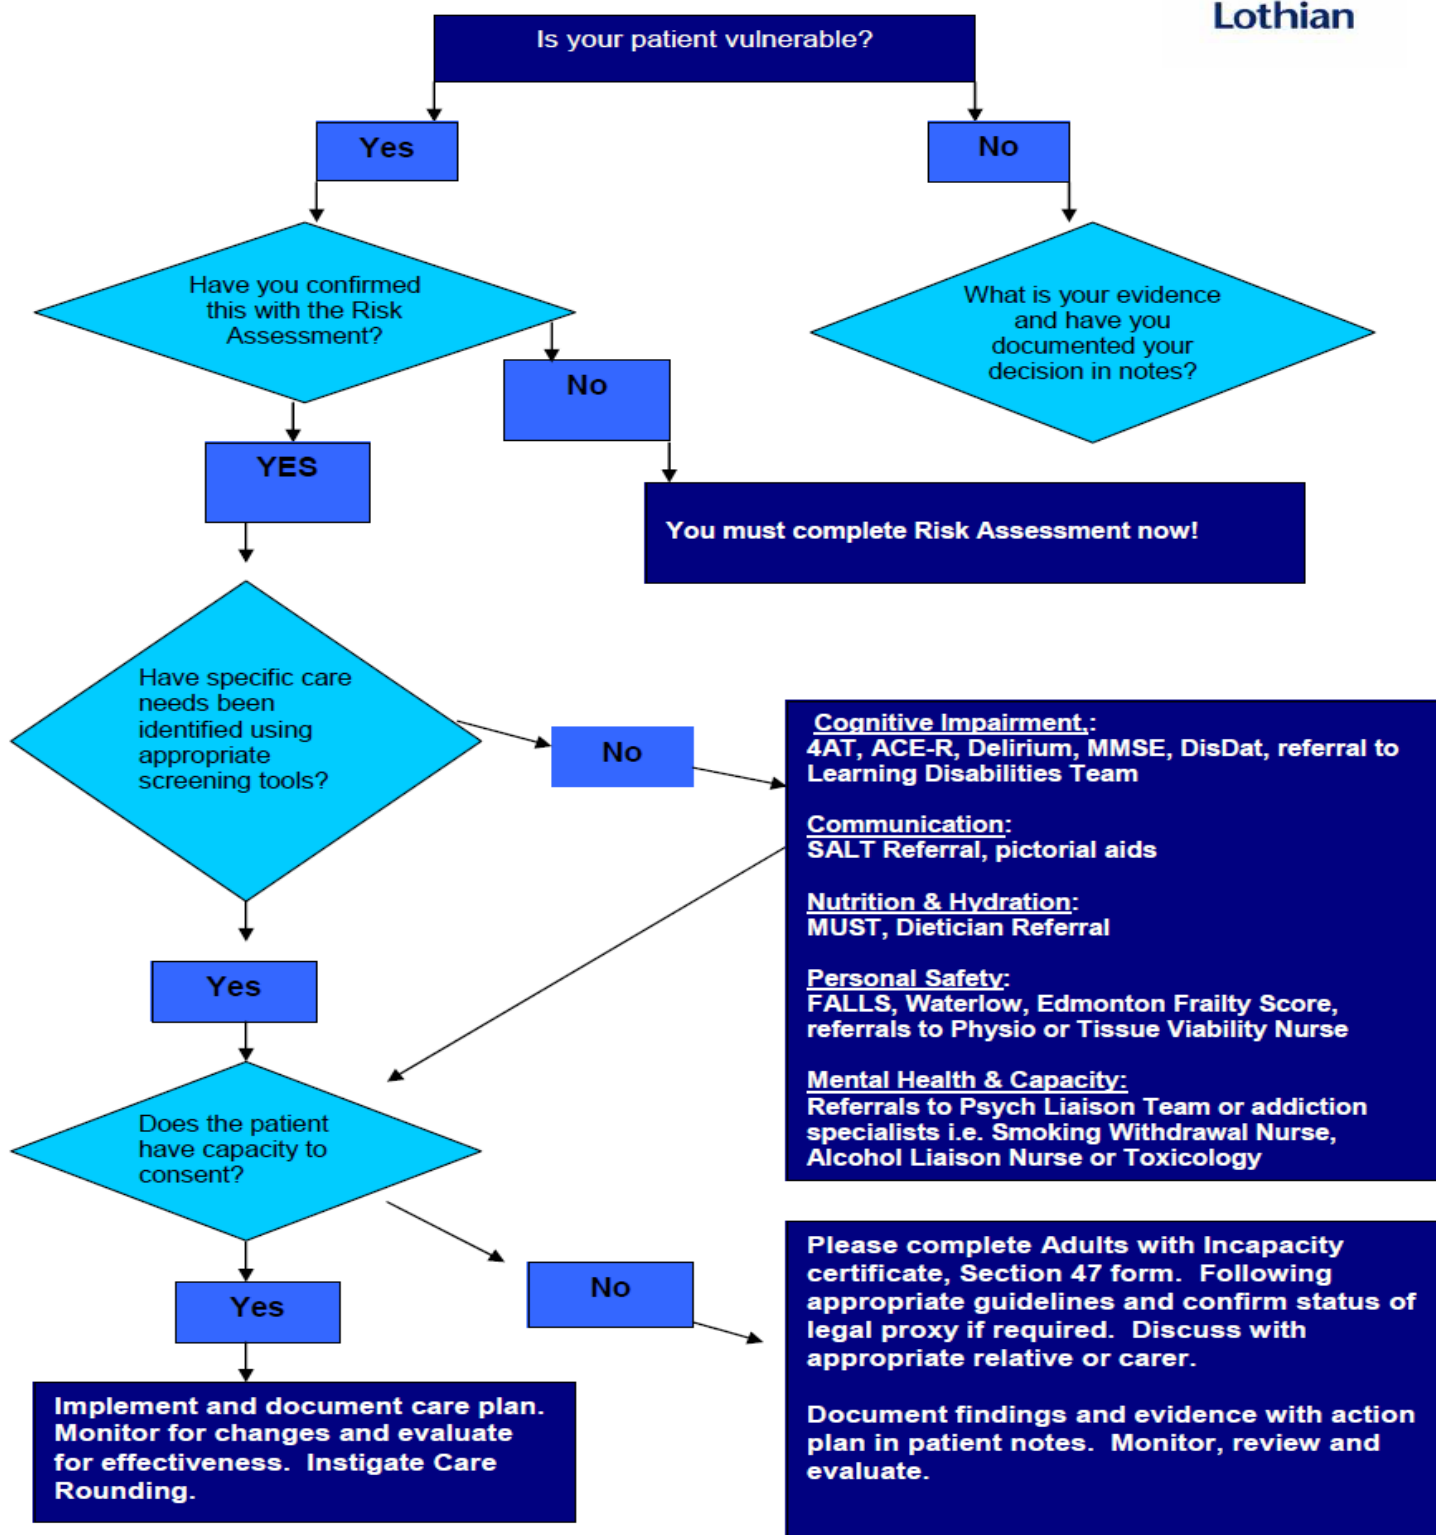 Lothian
Is your patient vulnerable?
Yes
No
Have you confirmed
this with the Risk
Assessment?
What is your evidence
and have you
documented your
decision in notes?
No
YES
You must complete Risk Assessment now!
Have specific care
needs been
identified using
appropriate
screening tools?
No
Cognitive Impairment,:
4AT, ACE-R, Delirium, MMSE, DisDat, referral to
Learning Disabilities Team
Communication:
SALT Referral, pictorial aids
Nutrition & Hydration:
MUST, Dietician Referral
Personal Safety:
FALLS, Waterlow, Edmonton Frailty Score,
referrals to Physio or Tissue Viability Nurse
Mental Health & Capacity:
Referrals to Psych Liaison Team or addiction
specialists i.e. Smoking Withdrawal Nurse,
Alcohol Liaison Nurse or Toxicology
Yes
Does the patient
have capacity to
consent?
No
Please complete Adults with Incapacity
certificate, Section 47 form.  Following
appropriate guidelines and confirm status of
legal proxy if required.  Discuss with
appropriate relative or carer.
Document findings and evidence with action
plan in patient notes.  Monitor, review and
evaluate.
Yes
Implement and document care plan.
Monitor for changes and evaluate
for effectiveness.  Instigate Care
Rounding.